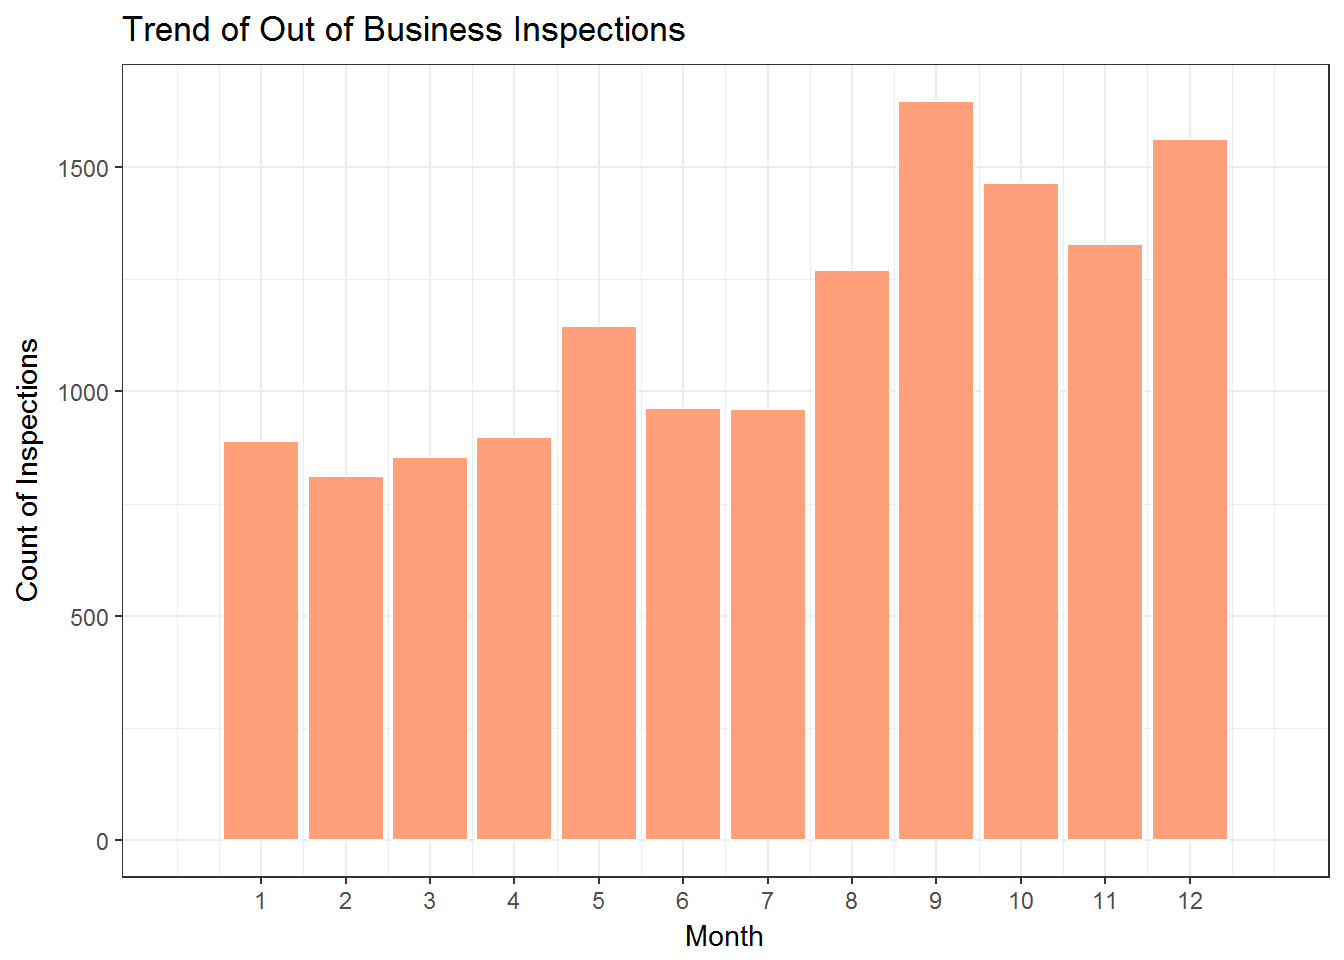 Trend of Out of Business Inspections
Count of Inspections
1500
1000
500
0
1 2 3 4 5 6 7 8 9 10 11 12
Month